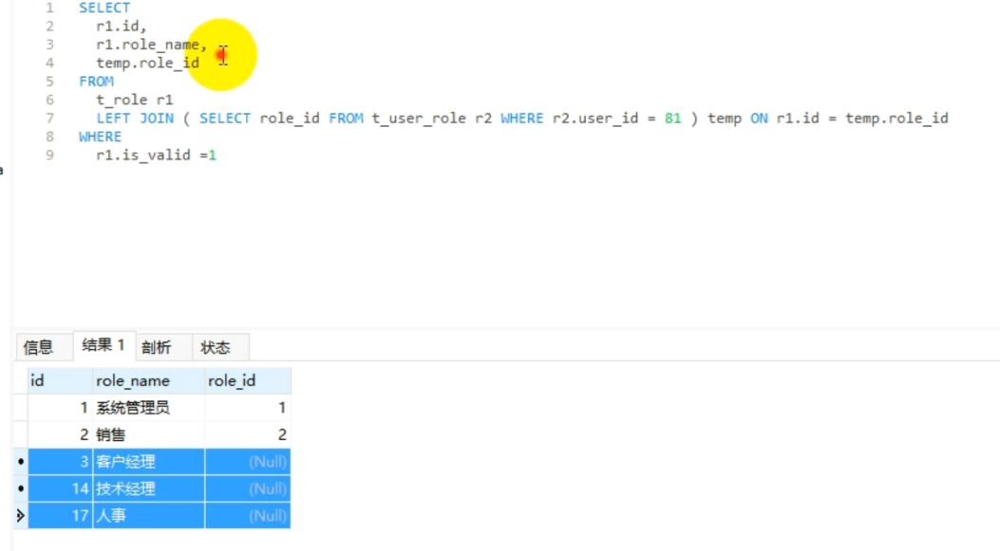 1 SELECT
2 r1.id,
3 r1.role_name,
4 temp.role_id
5 FROM
6 t_role r1
7 LEFT JOIN ( SELECT role_id FROM t_user_role r2 WHERE r2.user_id = 81 ) temp ON r1.id = temp.role_id
8 WHERE
9 r1.is_valid =1
信息 结果 1 剖析 状态
id role_name role_id
1 系统管理员 1
2 销售 2
3 客户经理 (Null)
14 技术经理 (Null)
17 人事 (Null)